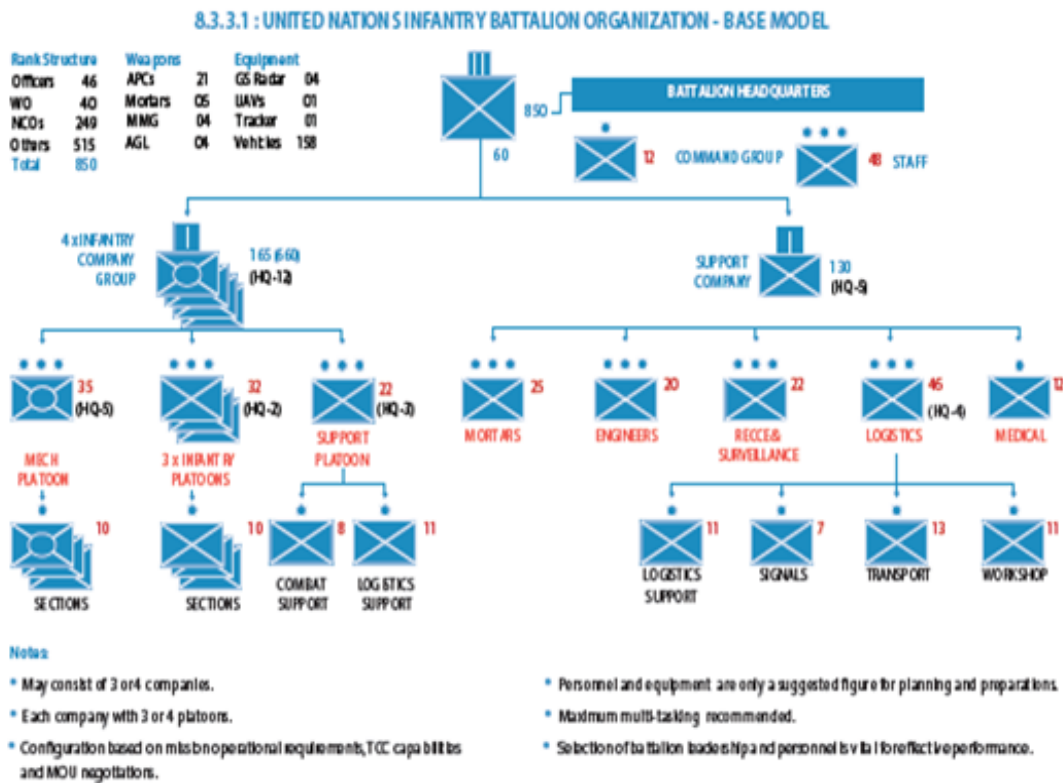 8.3.3.1 : UNITED NATIONS INFANTRY BATTALION ORGANIZATION - BASE MODEL
Rank Structure Weapons Equipment
Officers 46 APCs 21 GS Radar 04
WO 40 Mortars 05 UAVs 01
NCOs 249 MMG 04 Tracker 01
Others 515 AGL 04 Vehicles 158
Total 850
850
60
BATTALION HEADQUARTERS
12 COMMAND GROUP
48 STAFF
4 x INFANTRY
COMPANY
GROUP
165 (660)
(HQ-12)
SUPPORT
COMPANY
130
(HQ-5)
35
(HQ-5)
MECH
PLATOON
32
(HQ-2)
3 x INFANTRY
PLATOONS
22
(HQ-3)
SUPPORT
PLATOON
25
MORTARS
20
ENGINEERS
22
RECCE &
SURVEILLANCE
46
(HQ-4)
LOGISTICS
12
MEDICAL
10
SECTIONS
10
SECTIONS
8
COMBAT
SUPPORT
11
LOGISTICS
SUPPORT
11
LOGISTICS
SUPPORT
7
SIGNALS
13
TRANSPORT
11
WORKSHOP
Notes:
• May consist of 3 or 4 companies.
• Each company with 3 or 4 platoons.
• Configuration based on mission operational requirements, TCC capabilities
and MOU negotiations.
• Personnel and equipment are only a suggested figure for planning and preparations.
• Maximum multi-tasking recommended.
• Selection of battalion leadership and personnel is vital for effective performance.